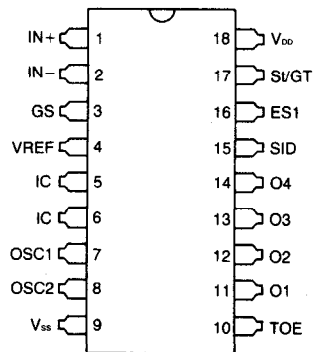 IN+ 1 18 VDD
IN− 2 17 St/GT
GS 3 16 ES1
VREF 4 15 SID
IC 5 14 O4
IC 6 13 O3
OSC1 7 12 O2
OSC2 8 11 O1
Vss 9 10 TOE